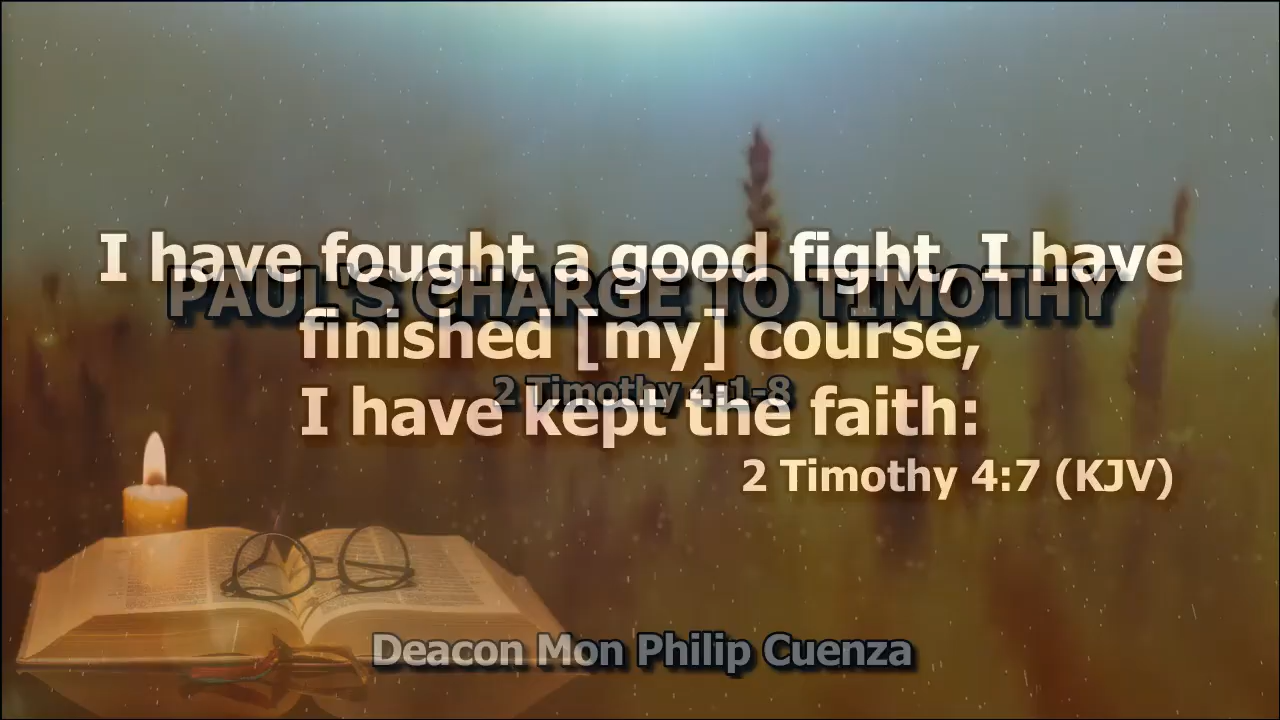 I have fought a good fight, I have
PAUL'S CHARGE TO TIMOTHY
finished [my] course,
2 Timothy 4:1-8
I have kept the faith:
2 Timothy 4:7 (KJV)
Deacon Mon Philip Cuenza